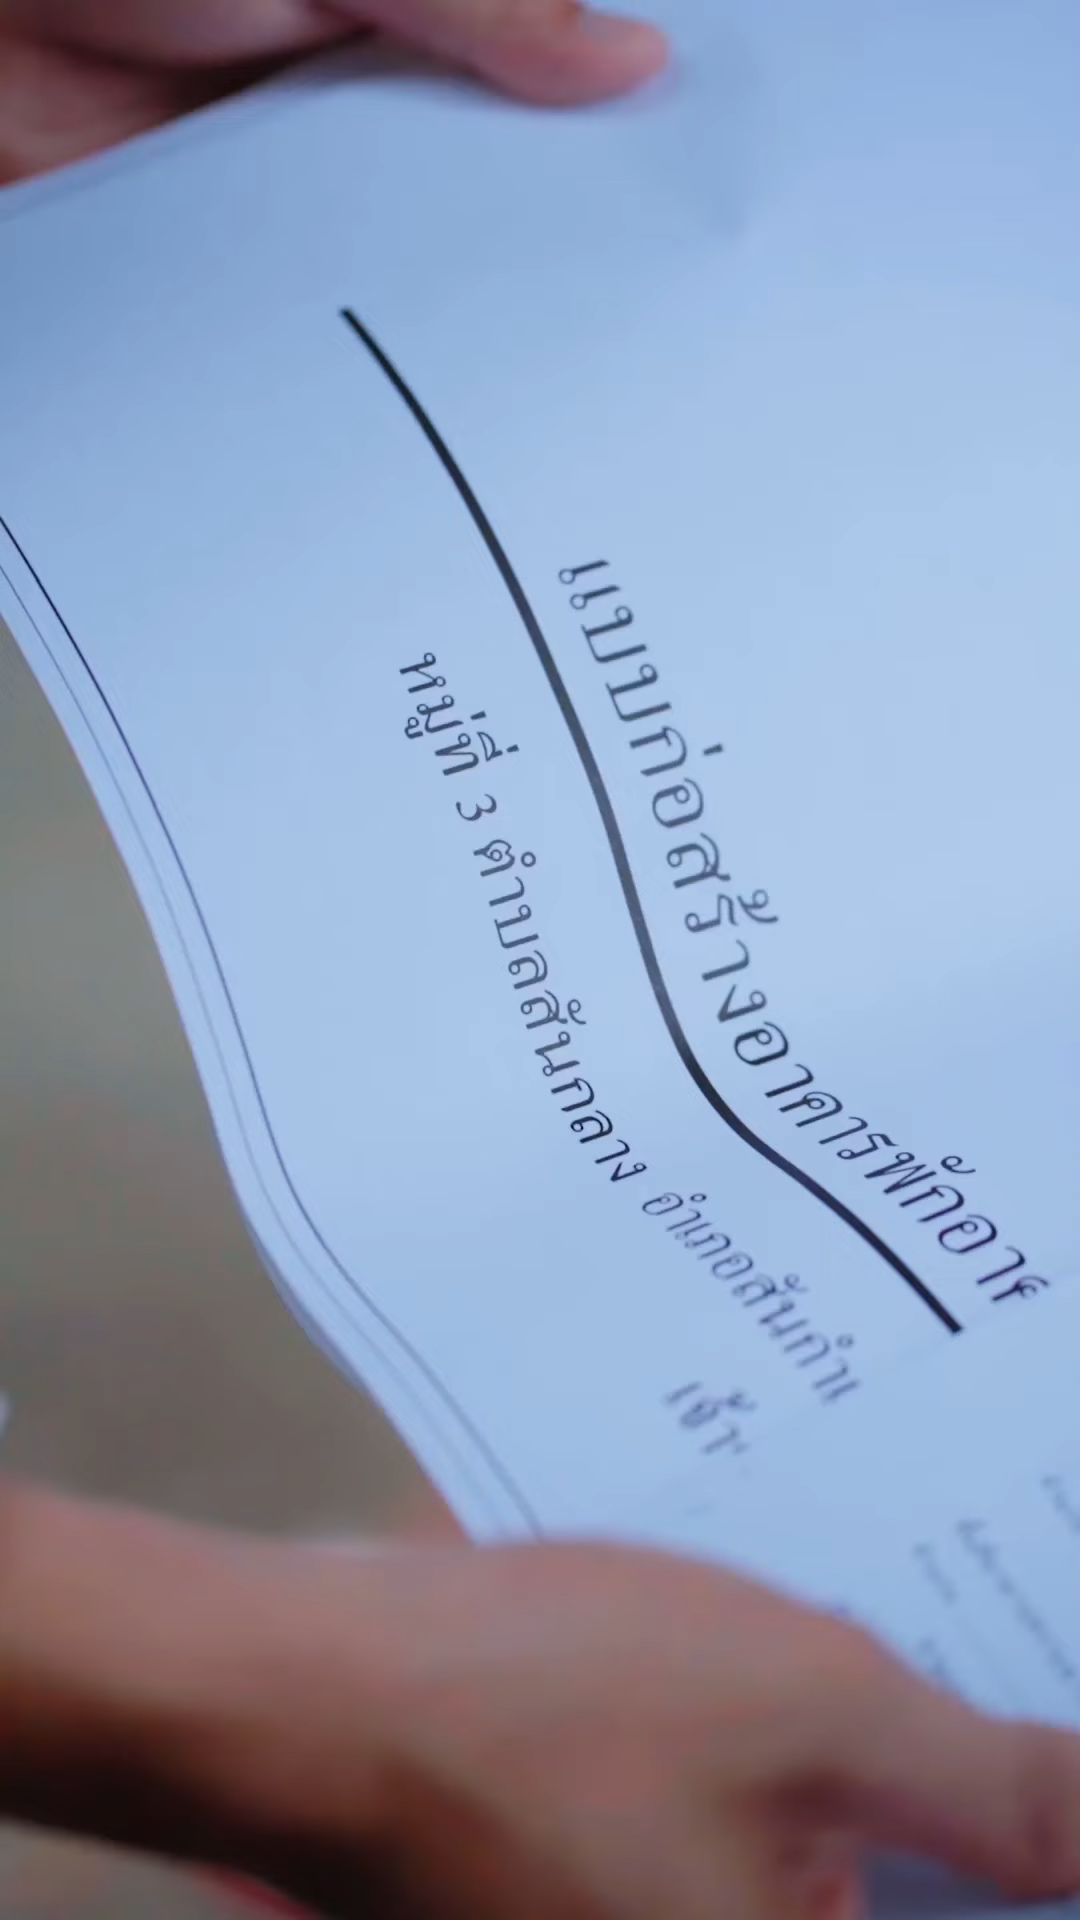 แบบก่อสร้างอาคารพักอาศ
หมู่ที่ 3 ตำบลสันกลาง อำเภอสันกำแ
เจ้า